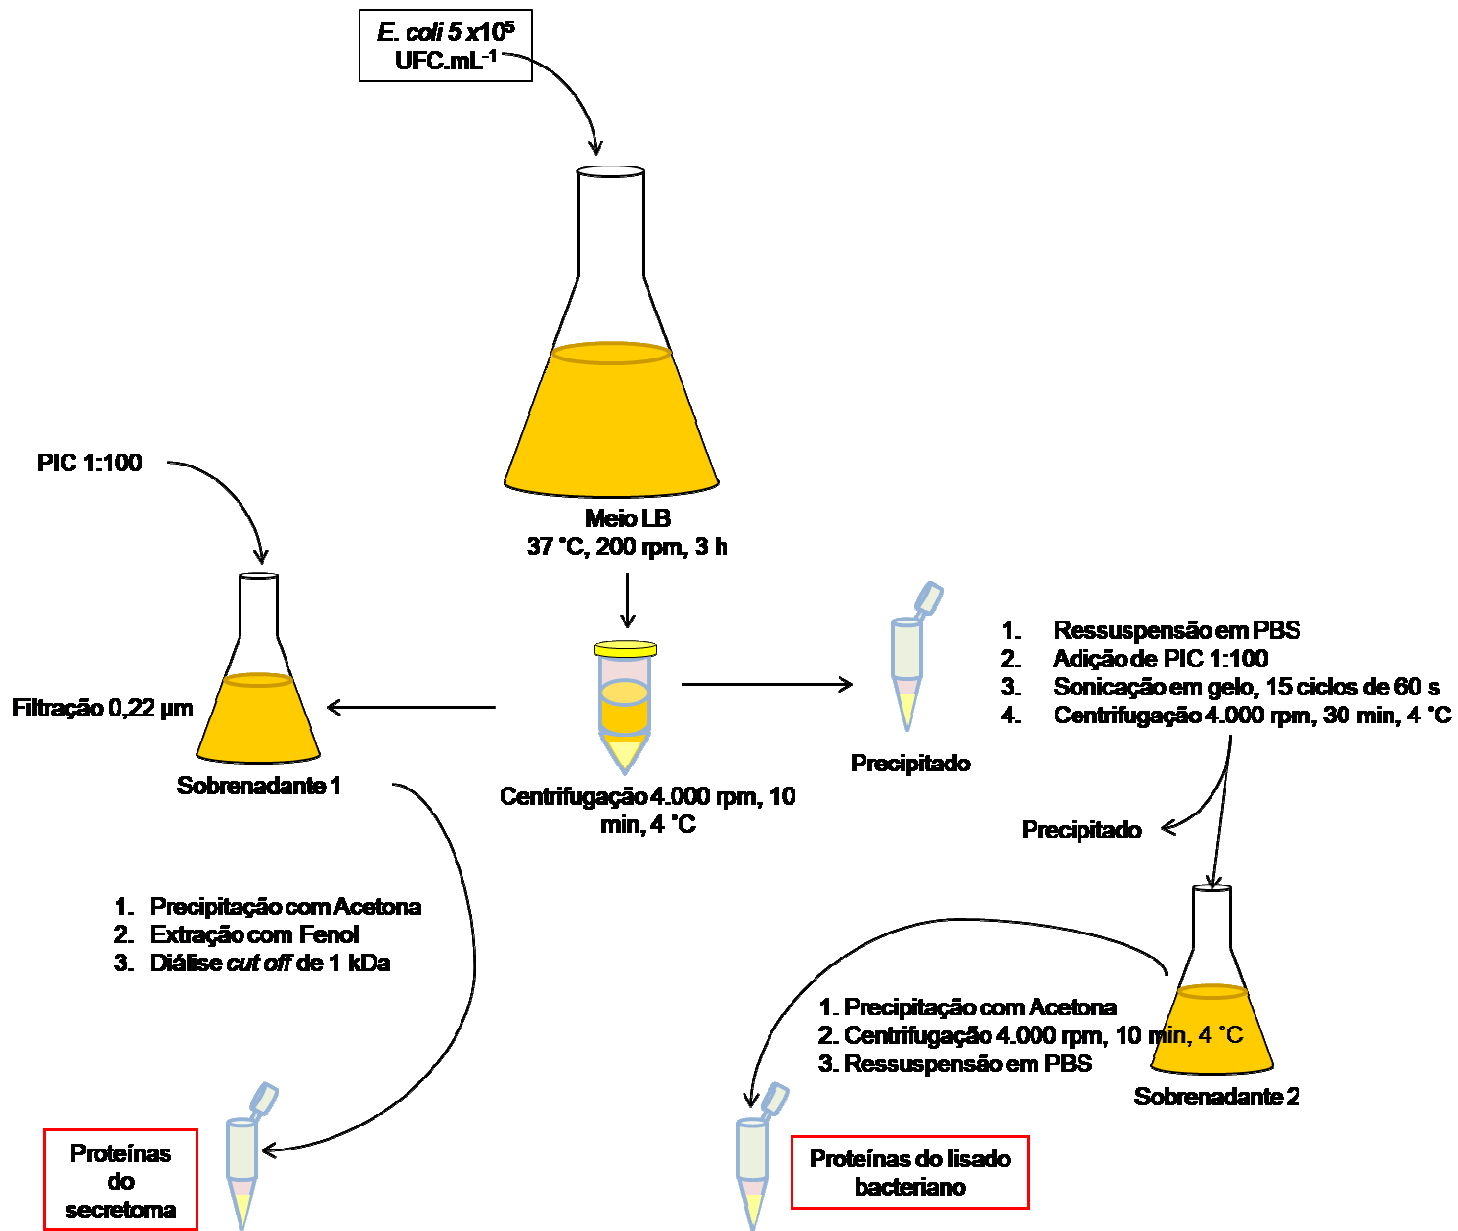 E. coli 5 x10⁵
UFC.mL⁻¹
PIC 1:100
Meio LB
37 ˚C, 200 rpm, 3 h
Filtração 0,22 µm
Sobrenadante 1
Centrifugação 4.000 rpm, 10
min, 4 ˚C
Precipitado
1. Ressuspensão em PBS
2. Adição de PIC 1:100
3. Sonicação em gelo, 15 ciclos de 60 s
4. Centrifugação 4.000 rpm, 30 min, 4 ˚C
Precipitado
1. Precipitação com Acetona
2. Extração com Fenol
3. Diálise cut off de 1 kDa
1. Precipitação com Acetona
2. Centrifugação 4.000 rpm, 10 min, 4 ˚C
3. Ressuspensão em PBS
Sobrenadante 2
Proteínas
do
secretoma
Proteínas do lisado
bacteriano